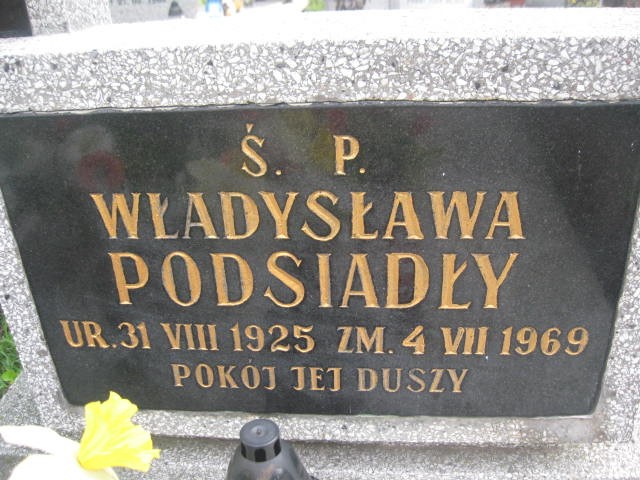 Ś. P.
WŁADYSŁAWA
PODSIADŁY
UR. 31 VIII 1925 ZM. 4 VII 1969
POKÓJ JEJ DUSZY